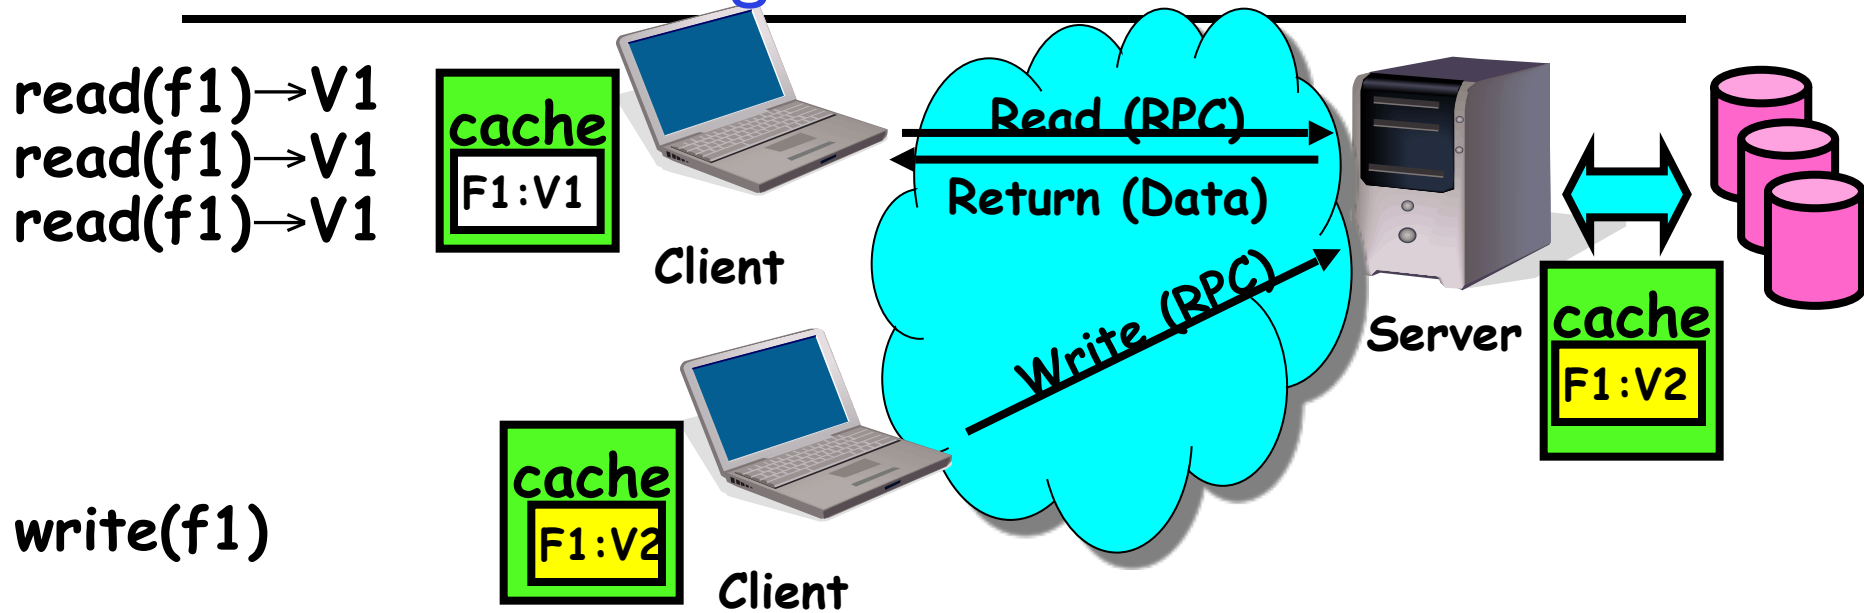 read(f1)→V1
read(f1)→V1
read(f1)→V1
cache
F1:V1
Client
Read (RPC)
Return (Data)
Write (RPC)
Server
cache
F1:V2
cache
F1:V2
Client
write(f1)